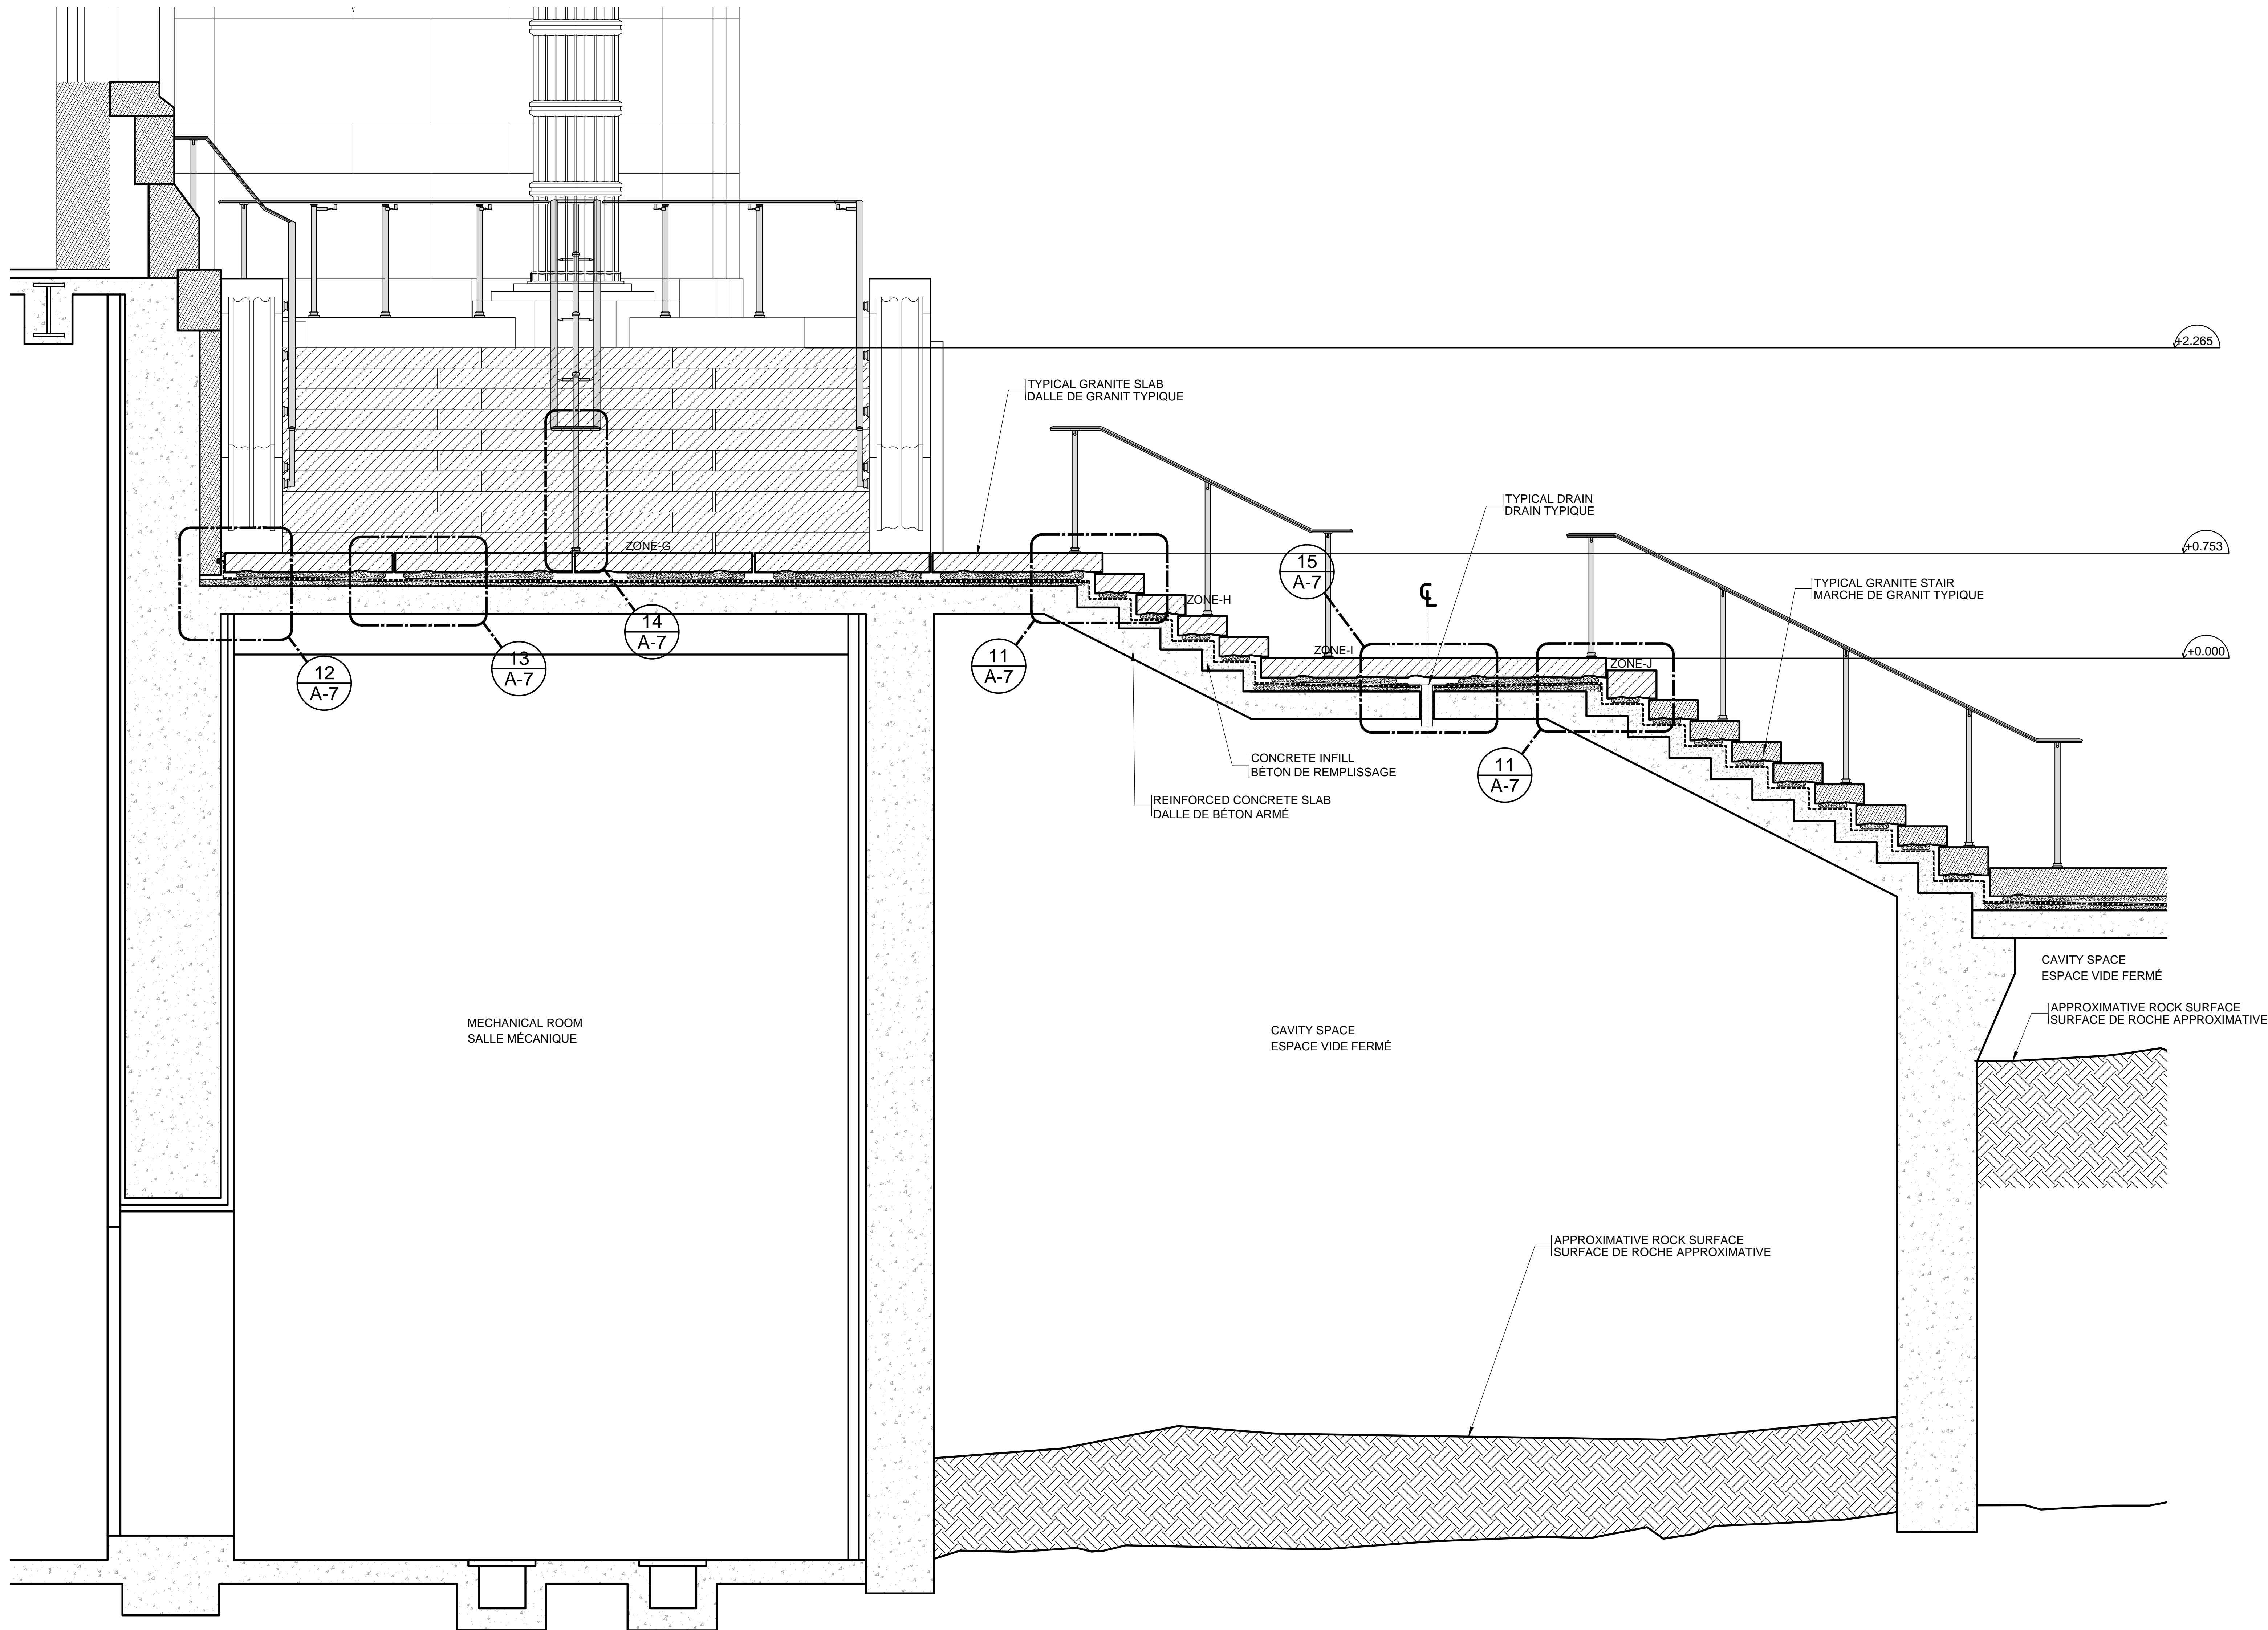 +2.265
TYPICAL GRANITE SLAB
DALLE DE GRANIT TYPIQUE
TYPICAL DRAIN
DRAIN TYPIQUE
ZONE-G
+0.753
15
A-7
℄
TYPICAL GRANITE STAIR
MARCHE DE GRANIT TYPIQUE
ZONE-H
14
A-7
13
A-7
12
A-7
11
A-7
ZONE-I
ZONE-J
+0.000
CONCRETE INFILL
BÉTON DE REMPLISSAGE
11
A-7
REINFORCED CONCRETE SLAB
DALLE DE BÉTON ARMÉ
CAVITY SPACE
ESPACE VIDE FERMÉ
APPROXIMATIVE ROCK SURFACE
SURFACE DE ROCHE APPROXIMATIVE
MECHANICAL ROOM
SALLE MÉCANIQUE
CAVITY SPACE
ESPACE VIDE FERMÉ
APPROXIMATIVE ROCK SURFACE
SURFACE DE ROCHE APPROXIMATIVE